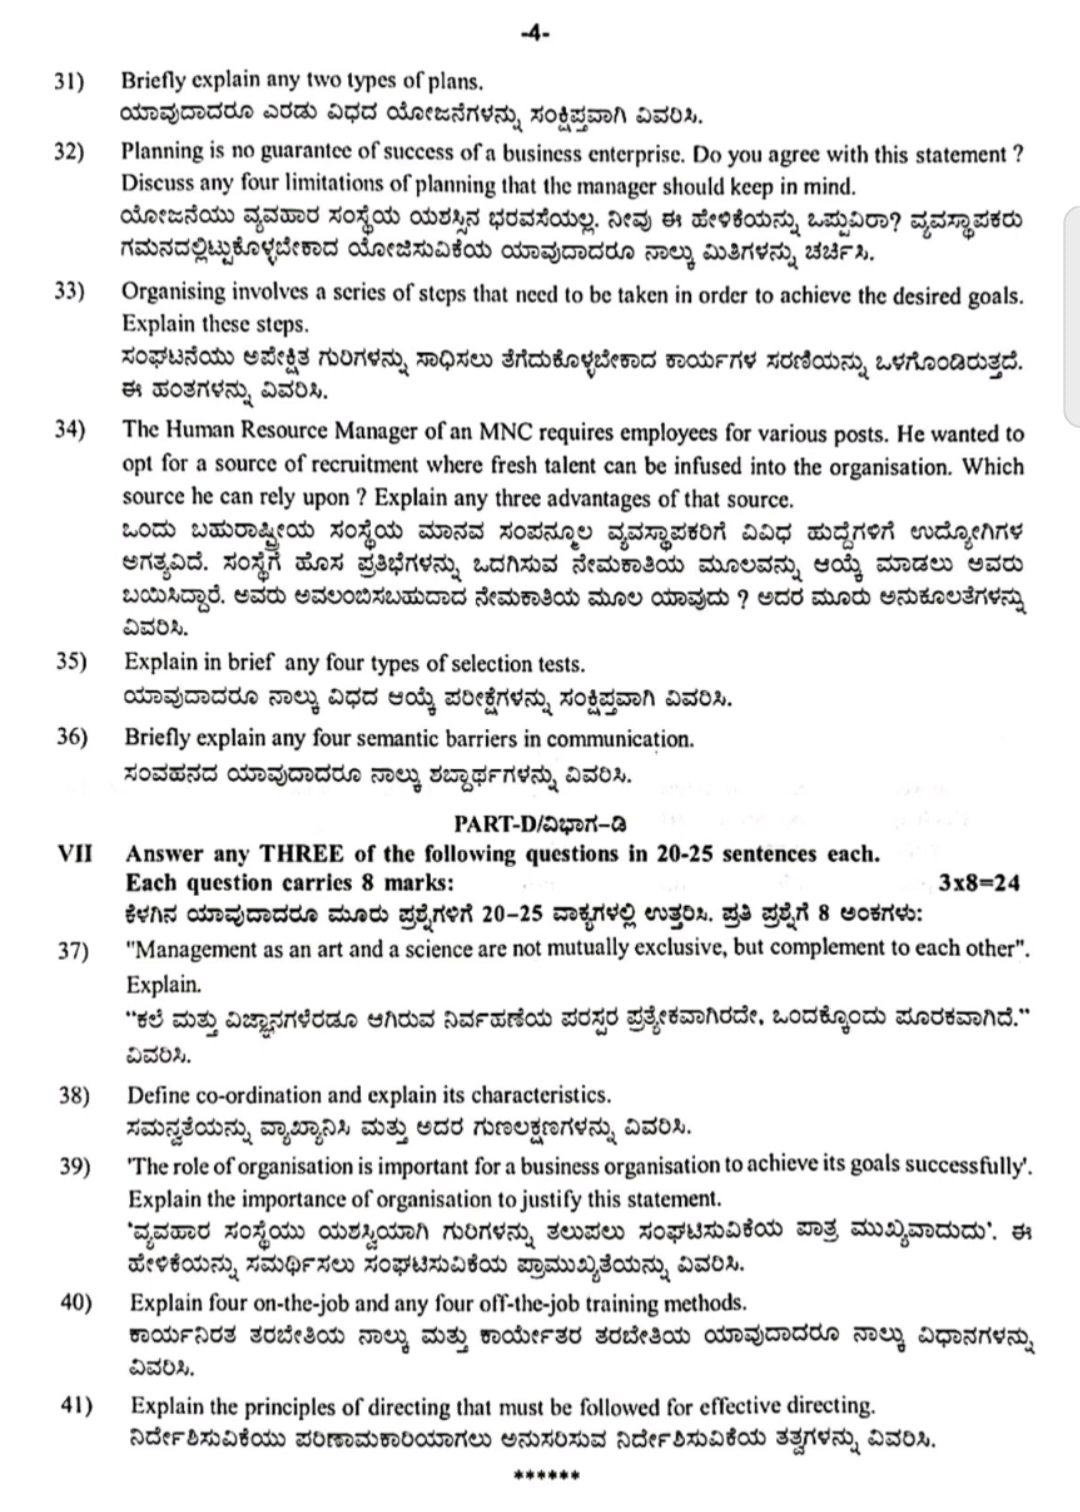 -4-
31) Briefly explain any two types of plans.
ಯಾವುದಾದರೂ ಎರಡು ವಿಧದ ಯೋಜನೆಗಳನ್ನು ಸಂಕ್ಷಿಪ್ತವಾಗಿ ವಿವರಿಸಿ.
32) Planning is no guarantee of success of a business enterprise. Do you agree with this statement ?
Discuss any four limitations of planning that the manager should keep in mind.
ಯೋಜನೆಯು ವ್ಯವಹಾರ ಸಂಸ್ಥೆಯ ಯಶಸ್ಸಿನ ಭರವಸೆಯಲ್ಲ. ನೀವು ಈ ಹೇಳಿಕೆಯನ್ನು ಒಪ್ಪುವಿರಾ? ವ್ಯವಸ್ಥಾಪಕರು
ಗಮನದಲ್ಲಿಟ್ಟುಕೊಳ್ಳಬೇಕಾದ ಯೋಜಿಸುವಿಕೆಯ ಯಾವುದಾದರೂ ನಾಲ್ಕು ಮಿತಿಗಳನ್ನು ಚರ್ಚಿಸಿ.
33) Organising involves a series of steps that need to be taken in order to achieve the desired goals.
Explain these steps.
ಸಂಘಟನೆಯು ಅಪೇಕ್ಷಿತ ಗುರಿಗಳನ್ನು ಸಾಧಿಸಲು ತೆಗೆದುಕೊಳ್ಳಬೇಕಾದ ಕಾರ್ಯಗಳ ಸರಣಿಯನ್ನು ಒಳಗೊಂಡಿರುತ್ತದೆ.
ಈ ಹಂತಗಳನ್ನು ವಿವರಿಸಿ.
34) The Human Resource Manager of an MNC requires employees for various posts. He wanted to
opt for a source of recruitment where fresh talent can be infused into the organisation. Which
source he can rely upon ? Explain any three advantages of that source.
ಒಂದು ಬಹುರಾಷ್ಟ್ರೀಯ ಸಂಸ್ಥೆಯ ಮಾನವ ಸಂಪನ್ಮೂಲ ವ್ಯವಸ್ಥಾಪಕರಿಗೆ ವಿವಿಧ ಹುದ್ದೆಗಳಿಗೆ ಉದ್ಯೋಗಿಗಳ
ಅಗತ್ಯವಿದೆ. ಸಂಸ್ಥೆಗೆ ಹೊಸ ಪ್ರತಿಭೆಗಳನ್ನು ಒದಗಿಸುವ ನೇಮಕಾತಿಯ ಮೂಲವನ್ನು ಆಯ್ಕೆ ಮಾಡಲು ಅವರು
ಬಯಸಿದ್ದಾರೆ. ಅವರು ಅವಲಂಬಿಸಬಹುದಾದ ನೇಮಕಾತಿಯ ಮೂಲ ಯಾವುದು ? ಅದರ ಮೂರು ಅನುಕೂಲತೆಗಳನ್ನು
ವಿವರಿಸಿ.
35) Explain in brief any four types of selection tests.
ಯಾವುದಾದರೂ ನಾಲ್ಕು ವಿಧದ ಆಯ್ಕೆ ಪರೀಕ್ಷೆಗಳನ್ನು ಸಂಕ್ಷಿಪ್ತವಾಗಿ ವಿವರಿಸಿ.
36) Briefly explain any four semantic barriers in communication.
ಸಂವಹನದ ಯಾವುದಾದರೂ ನಾಲ್ಕು ಶಬ್ದಾರ್ಥಗಳನ್ನು ವಿವರಿಸಿ.
PART-D/ವಿಭಾಗ-ಡಿ
VII Answer any THREE of the following questions in 20-25 sentences each.
Each question carries 8 marks: 3x8=24
ಕೆಳಗಿನ ಯಾವುದಾದರೂ ಮೂರು ಪ್ರಶ್ನೆಗಳಿಗೆ 20-25 ವಾಕ್ಯಗಳಲ್ಲಿ ಉತ್ತರಿಸಿ. ಪ್ರತಿ ಪ್ರಶ್ನೆಗೆ 8 ಅಂಕಗಳು:
37) "Management as an art and a science are not mutually exclusive, but complement to each other".
Explain.
"ಕಲೆ ಮತ್ತು ವಿಜ್ಞಾನಗಳೆರಡೂ ಆಗಿರುವ ನಿರ್ವಹಣೆಯ ಪರಸ್ಪರ ಪ್ರತ್ಯೇಕವಾಗಿರದೇ, ಒಂದಕ್ಕೊಂದು ಪೂರಕವಾಗಿದೆ."
ವಿವರಿಸಿ.
38) Define co-ordination and explain its characteristics.
ಸಮನ್ವತೆಯನ್ನು ವ್ಯಾಖ್ಯಾನಿಸಿ ಮತ್ತು ಅದರ ಗುಣಲಕ್ಷಣಗಳನ್ನು ವಿವರಿಸಿ.
39) 'The role of organisation is important for a business organisation to achieve its goals successfully'.
Explain the importance of organisation to justify this statement.
'ವ್ಯವಹಾರ ಸಂಸ್ಥೆಯು ಯಶಸ್ವಿಯಾಗಿ ಗುರಿಗಳನ್ನು ತಲುಪಲು ಸಂಘಟಿಸುವಿಕೆಯ ಪಾತ್ರ ಮುಖ್ಯವಾದುದು'. ಈ
ಹೇಳಿಕೆಯನ್ನು ಸಮರ್ಥಿಸಲು ಸಂಘಟಿಸುವಿಕೆಯ ಪ್ರಾಮುಖ್ಯತೆಯನ್ನು ವಿವರಿಸಿ.
40) Explain four on-the-job and any four off-the-job training methods.
ಕಾರ್ಯನಿರತ ತರಬೇತಿಯ ನಾಲ್ಕು ಮತ್ತು ಕಾರ್ಯೇತರ ತರಬೇತಿಯ ಯಾವುದಾದರೂ ನಾಲ್ಕು ವಿಧಾನಗಳನ್ನು
ವಿವರಿಸಿ.
41) Explain the principles of directing that must be followed for effective directing.
ನಿರ್ದೇಶಿಸುವಿಕೆಯು ಪರಿಣಾಮಕಾರಿಯಾಗಲು ಅನುಸರಿಸುವ ನಿರ್ದೇಶಿಸುವಿಕೆಯ ತತ್ವಗಳನ್ನು ವಿವರಿಸಿ.
******